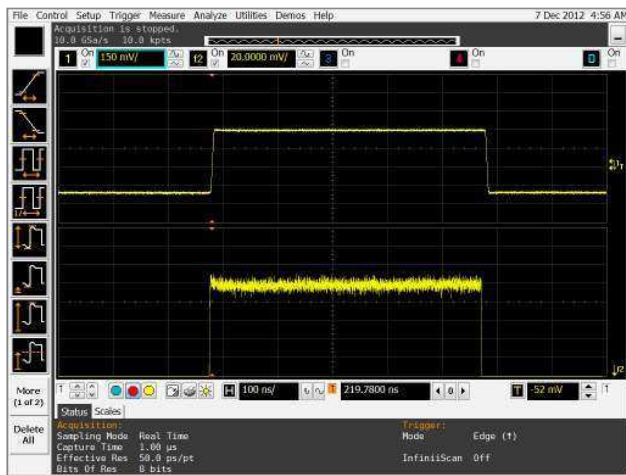 File Control Setup Trigger Measure Analyze Utilities Demos Help 7 Dec 2012 4:56 AM
Acquisition is stopped.
10.0 GSa/s 10.0 kpts
1 On 150 mV/ f2 On 20.0000 mV/ 3 On 4 On D On
More
(1 of 2)
Delete
All
H 100 ns/ 219.7800 ns 0 T -52 mV
Status Scales
Acquisition: Trigger:
Sampling Mode Real Time Mode Edge (↑)
Capture Time 1.00 µs
Effective Res 50.0 ps/pt InfiniiScan Off
Bits Of Res 8 bits